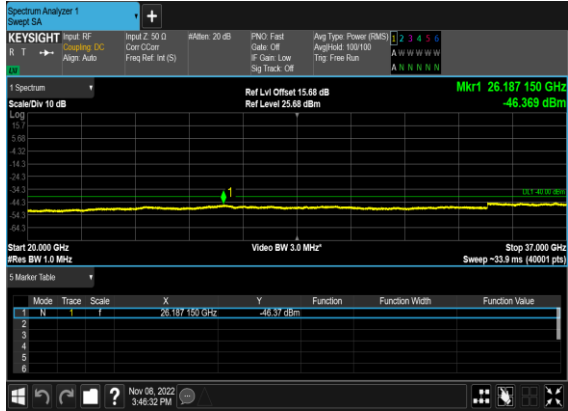 Spectrum Analyzer 1
Swept SA
+
KEYSIGHT Input: RF Input Z: 50 Ω #Atten: 20 dB PNO: Fast Avg Type: Power (RMS) 1 2 3 4 5 6
R T Coupling: DC Corr CCorr Gate: Off Avg|Hold: 100/100 A W W W W W
Align: Auto Freq Ref: Int (S) IF Gain: Low Trig: Free Run
LXI Sig Track: Off A N N N N N
1 Spectrum Ref Lvl Offset 15.68 dB Mkr1 26.187 150 GHz
Scale/Div 10 dB Ref Level 25.68 dBm -46.369 dBm
Log
15.7
5.68
-4.32
-14.3
-24.3
-34.3 1 DL1 -40.00 dBm
-44.3
-54.3
-64.3
Start 20.000 GHz Video BW 3.0 MHz* Stop 37.000 GHz
#Res BW 1.0 MHz Sweep ~33.9 ms (40001 pts)
5 Marker Table
Mode Trace Scale X Y Function Function Width Function Value
1 N 1 f 26.187 150 GHz -46.37 dBm
2
3
4
5
6
? Nov 08, 2022
3:46:32 PM